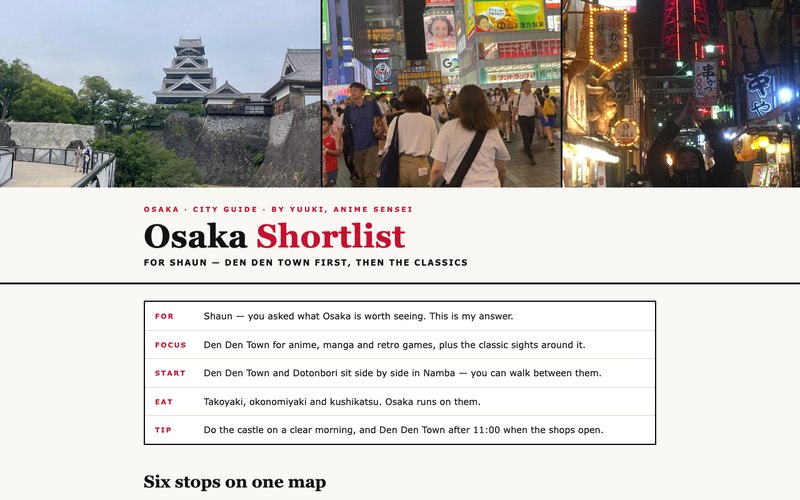 OSAKA · CITY GUIDE · BY YUUKI, ANIME SENSEI
Osaka Shortlist
FOR SHAUN — DEN DEN TOWN FIRST, THEN THE CLASSICS
FOR Shaun — you asked what Osaka is worth seeing. This is my answer.
FOCUS Den Den Town for anime, manga and retro games, plus the classic sights around it.
START Den Den Town and Dotonbori sit side by side in Namba — you can walk between them.
EAT Takoyaki, okonomiyaki and kushikatsu. Osaka runs on them.
TIP Do the castle on a clear morning, and Den Den Town after 11:00 when the shops open.
Six stops on one map